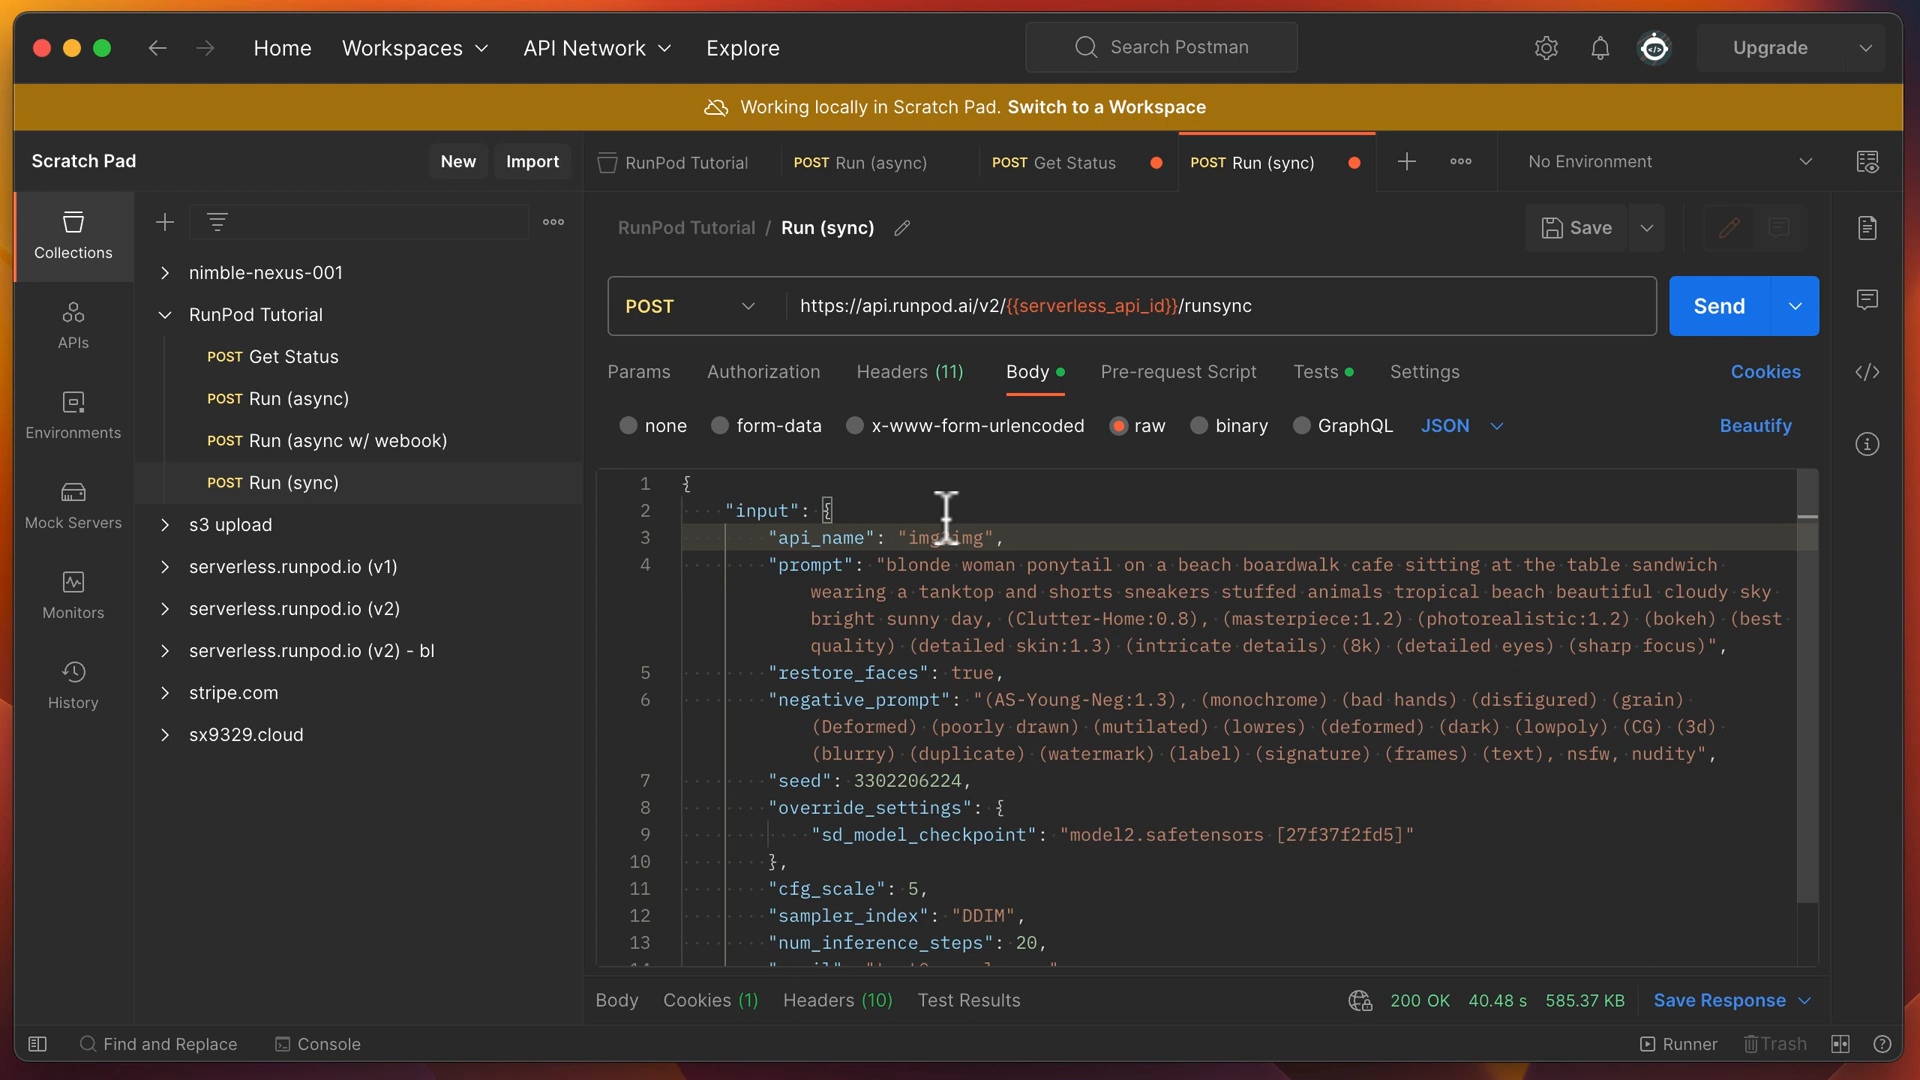 Home
Workspaces
API Network
Explore
Search Postman
Upgrade
Working locally in Scratch Pad. Switch to a Workspace
Scratch Pad
New
Import
RunPod Tutorial
POST Run (async)
POST Get Status
POST Run (sync)
No Environment
Collections
APIs
Environments
Mock Servers
Monitors
History
nimble-nexus-001
RunPod Tutorial
POST Get Status
POST Run (async)
POST Run (async w/ webook)
POST Run (sync)
s3 upload
serverless.runpod.io (v1)
serverless.runpod.io (v2)
serverless.runpod.io (v2) - bl
stripe.com
sx9329.cloud
RunPod Tutorial / Run (sync)
Save
POST
https://api.runpod.ai/v2/{{serverless_api_id}}/runsync
Send
Params
Authorization
Headers (11)
Body
Pre-request Script
Tests
Settings
Cookies
none
form-data
x-www-form-urlencoded
raw
binary
GraphQL
JSON
Beautify
1 {
2 "input": {
3 "api_name":
4 "prompt": "blonde woman ponytail on a beach boardwalk cafe sitting at the table sandwich
wearing a tanktop and shorts sneakers stuffed animals tropical beach beautiful cloudy sky
bright sunny day, (Clutter-Home:0.8), (masterpiece:1.2) (photorealistic:1.2) (bokeh) (best
quality) (detailed skin:1.3) (intricate details) (8k) (detailed eyes) (sharp focus)",
5 "restore_faces": true,
6 "negative_prompt": "(AS-Young-Neg:1.3), (monochrome) (bad hands) (disfigured) (grain)
(Deformed) (poorly drawn) (mutilated) (lowres) (deformed) (dark) (lowpoly) (CG) (3d)
(blurry) (duplicate) (watermark) (label) (signature) (frames) (text), nsfw, nudity",
7 "seed": 3302206224,
8 "override_settings": {
9 "sd_model_checkpoint": "model2.safetensors [27f37f2fd5]"
10 },
11 "cfg_scale": 5,
12 "sampler_index": "DDIM",
13 "num_inference_steps": 20,
Body
Cookies (1)
Headers (10)
Test Results
200 OK
40.48 s
585.37 KB
Save Response
Find and Replace
Console
Runner
Trash